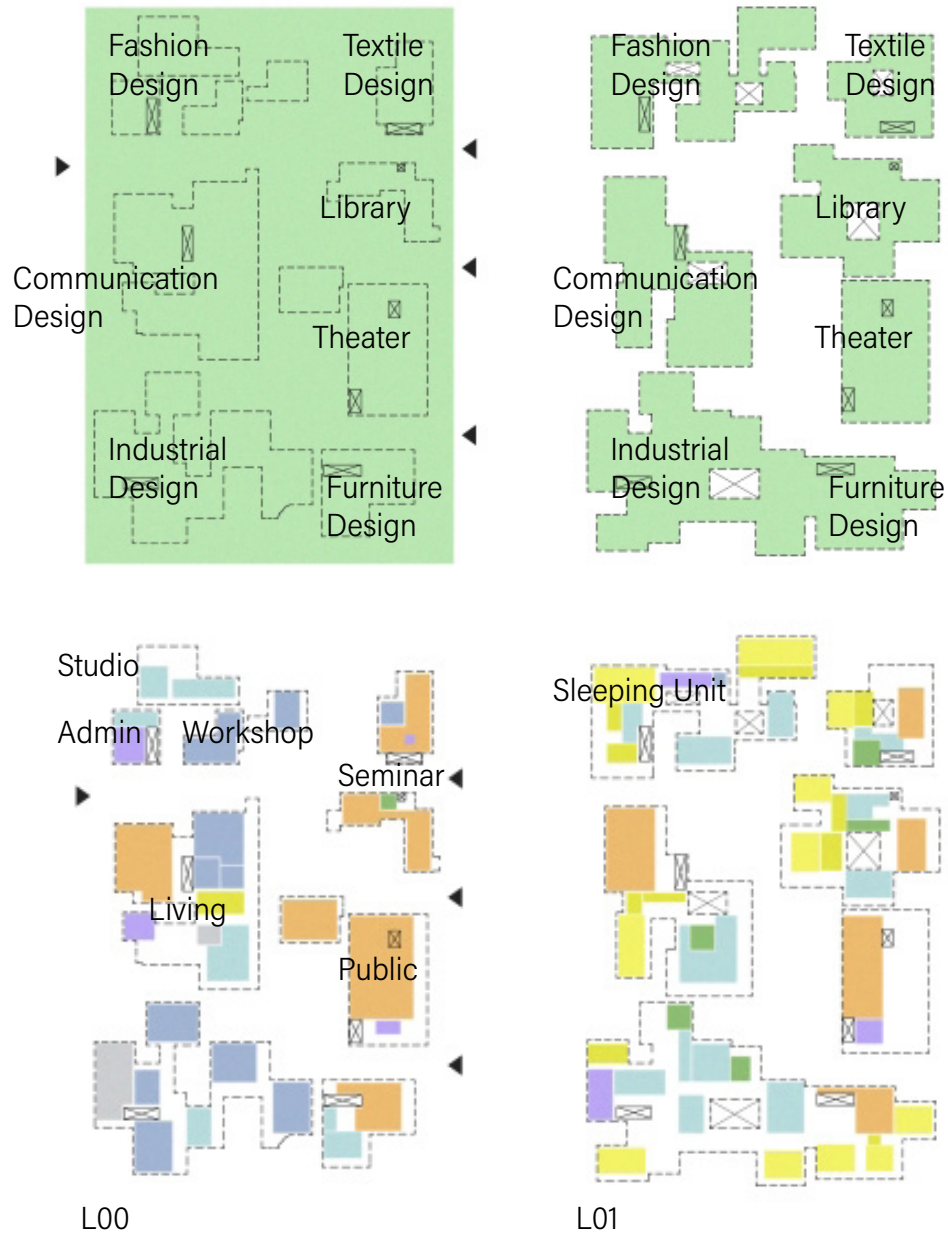 Fashion
Design
Textile
Design
Library
Communication
Design
Theater
Industrial
Design
Furniture
Design
Fashion
Design
Textile
Design
Library
Communication
Design
Theater
Industrial
Design
Furniture
Design
Studio
Admin
Workshop
Seminar
Living
Public
L00
Sleeping Unit
L01